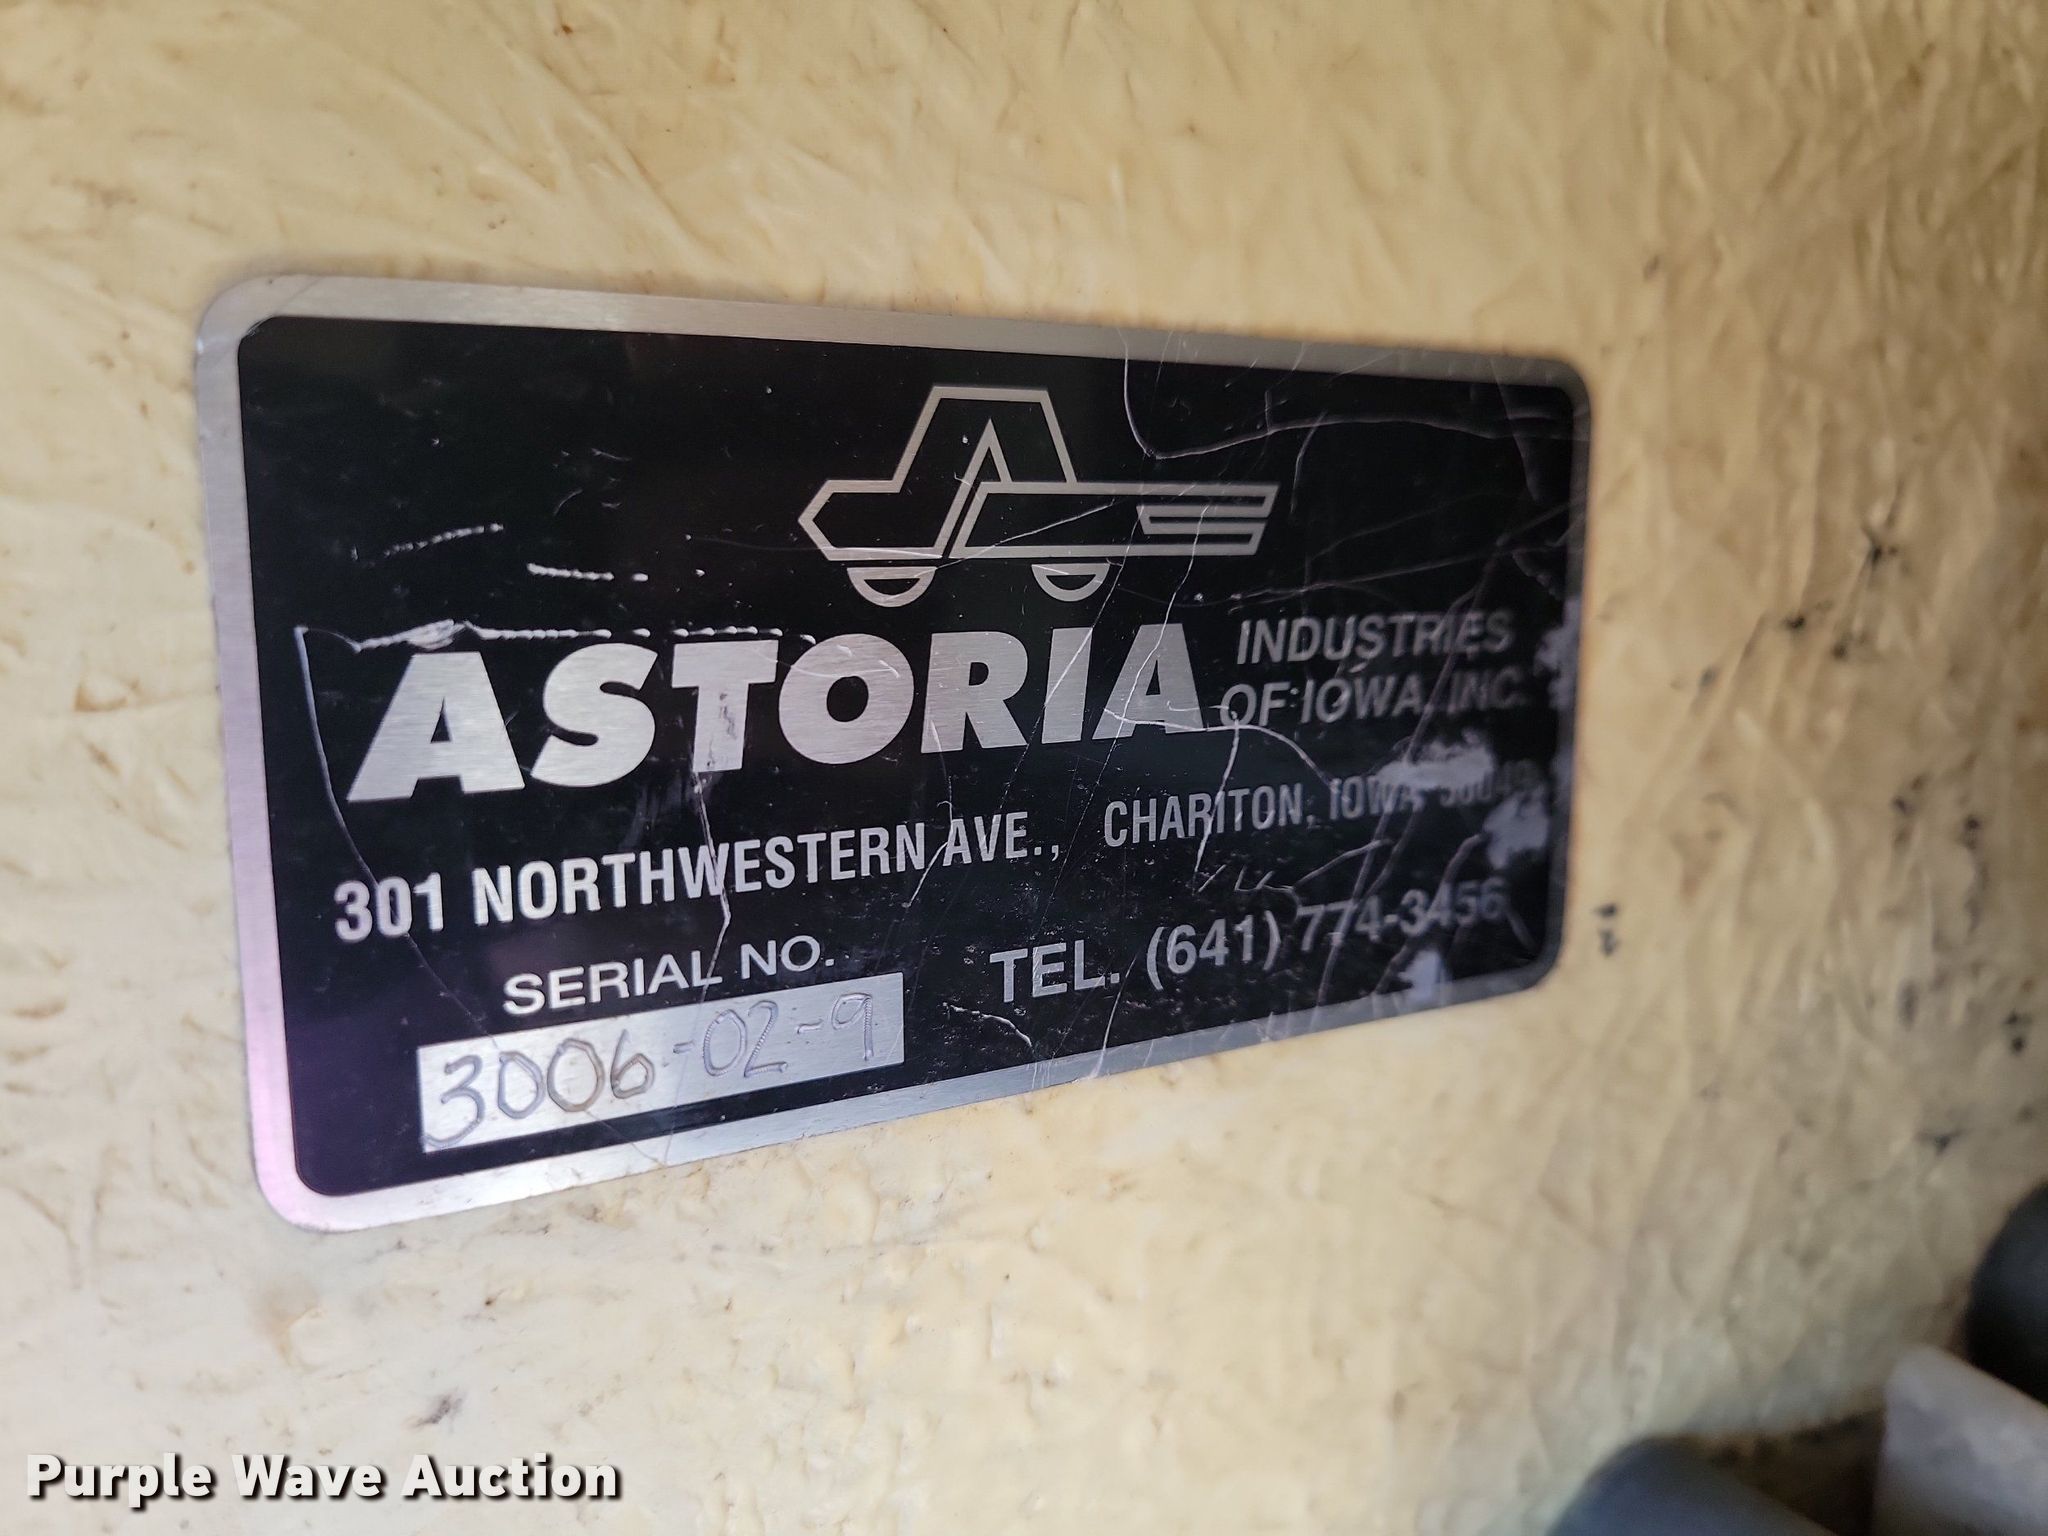 ASTORIA INDUSTRIES
OF IOWA, INC.
301 NORTHWESTERN AVE., CHARITON, IOWA 50049
SERIAL NO. TEL. (641) 774-3456
3006-02-9
Purple Wave Auction